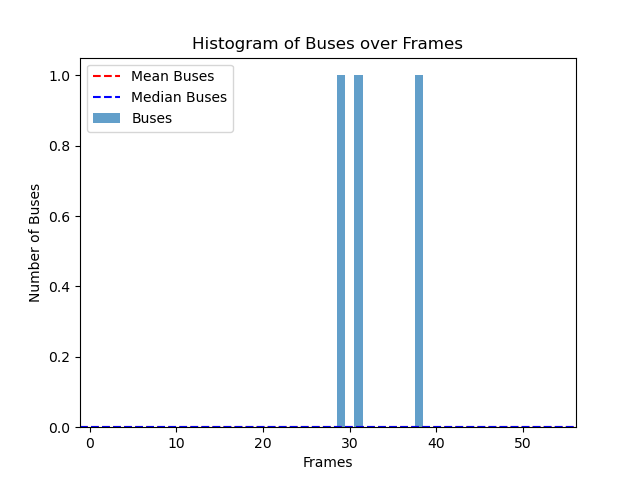 Histogram of Buses over Frames
Mean Buses
Median Buses
Buses
1.0
0.8
0.6
0.4
0.2
0.0
Number of Buses
0 10 20 30 40 50
Frames